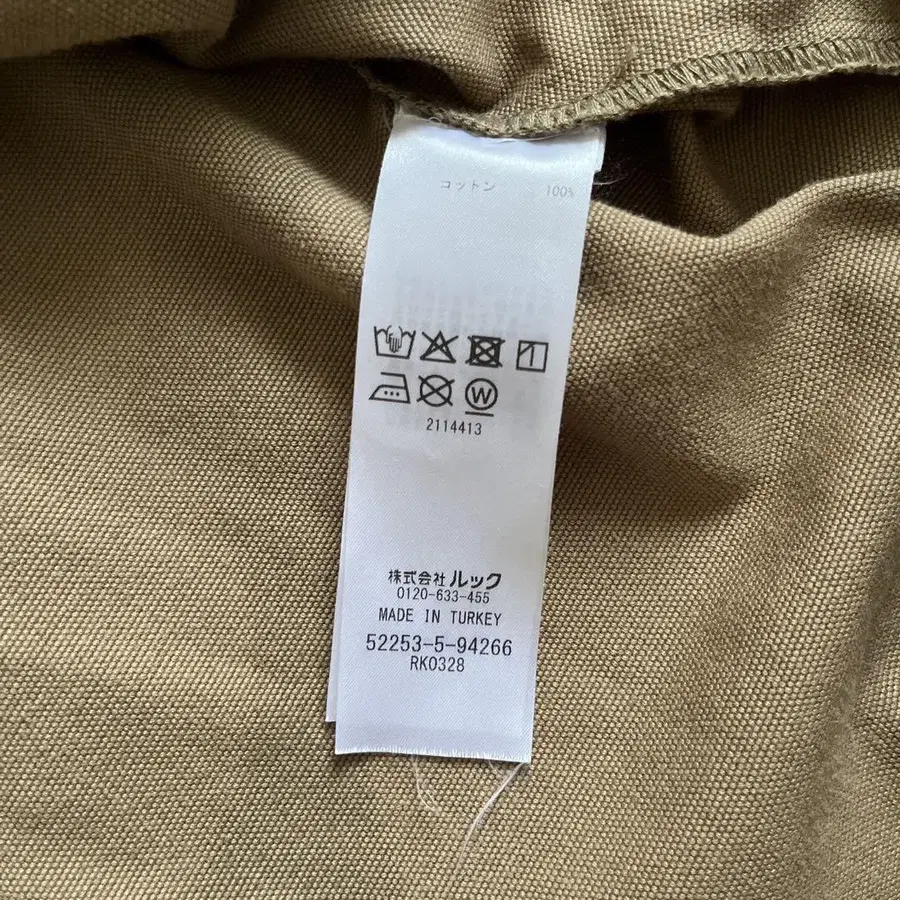 コットン 100%
W
2114413
株式会社 ルック
0120-633-455
MADE IN TURKEY
52253-5-94266
RK0328